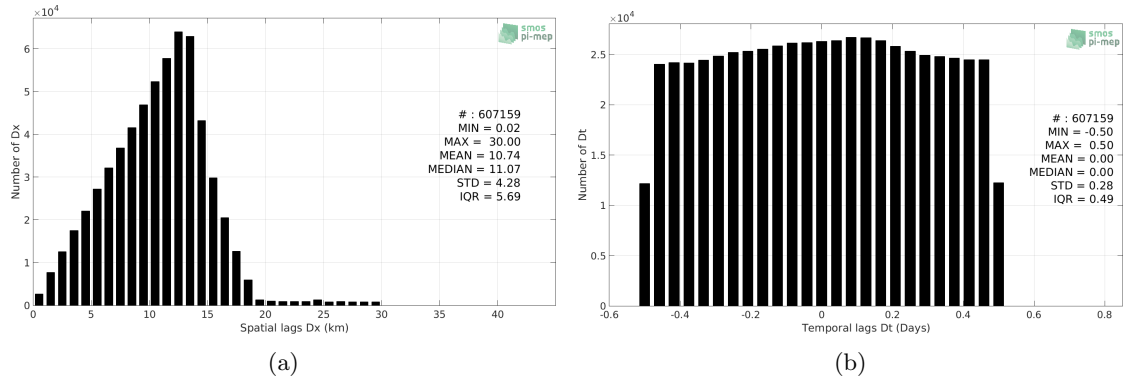 ×10⁴
6
5
4
3
2
1
0
Number of Dx
0 5 10 15 20 25 30 35 40
Spatial lags Dx (km)
smos
pi-mep
# : 607159
MIN = 0.02
MAX = 30.00
MEAN = 10.74
MEDIAN = 11.07
STD = 4.28
IQR = 5.69
(a)
×10⁴
2.5
2
1.5
1
0.5
0
Number of Dt
-0.6 -0.4 -0.2 0 0.2 0.4 0.6 0.8
Temporal lags Dt (Days)
smos
pi-mep
# : 607159
MIN = -0.50
MAX = 0.50
MEAN = 0.00
MEDIAN = 0.00
STD = 0.28
IQR = 0.49
(b)